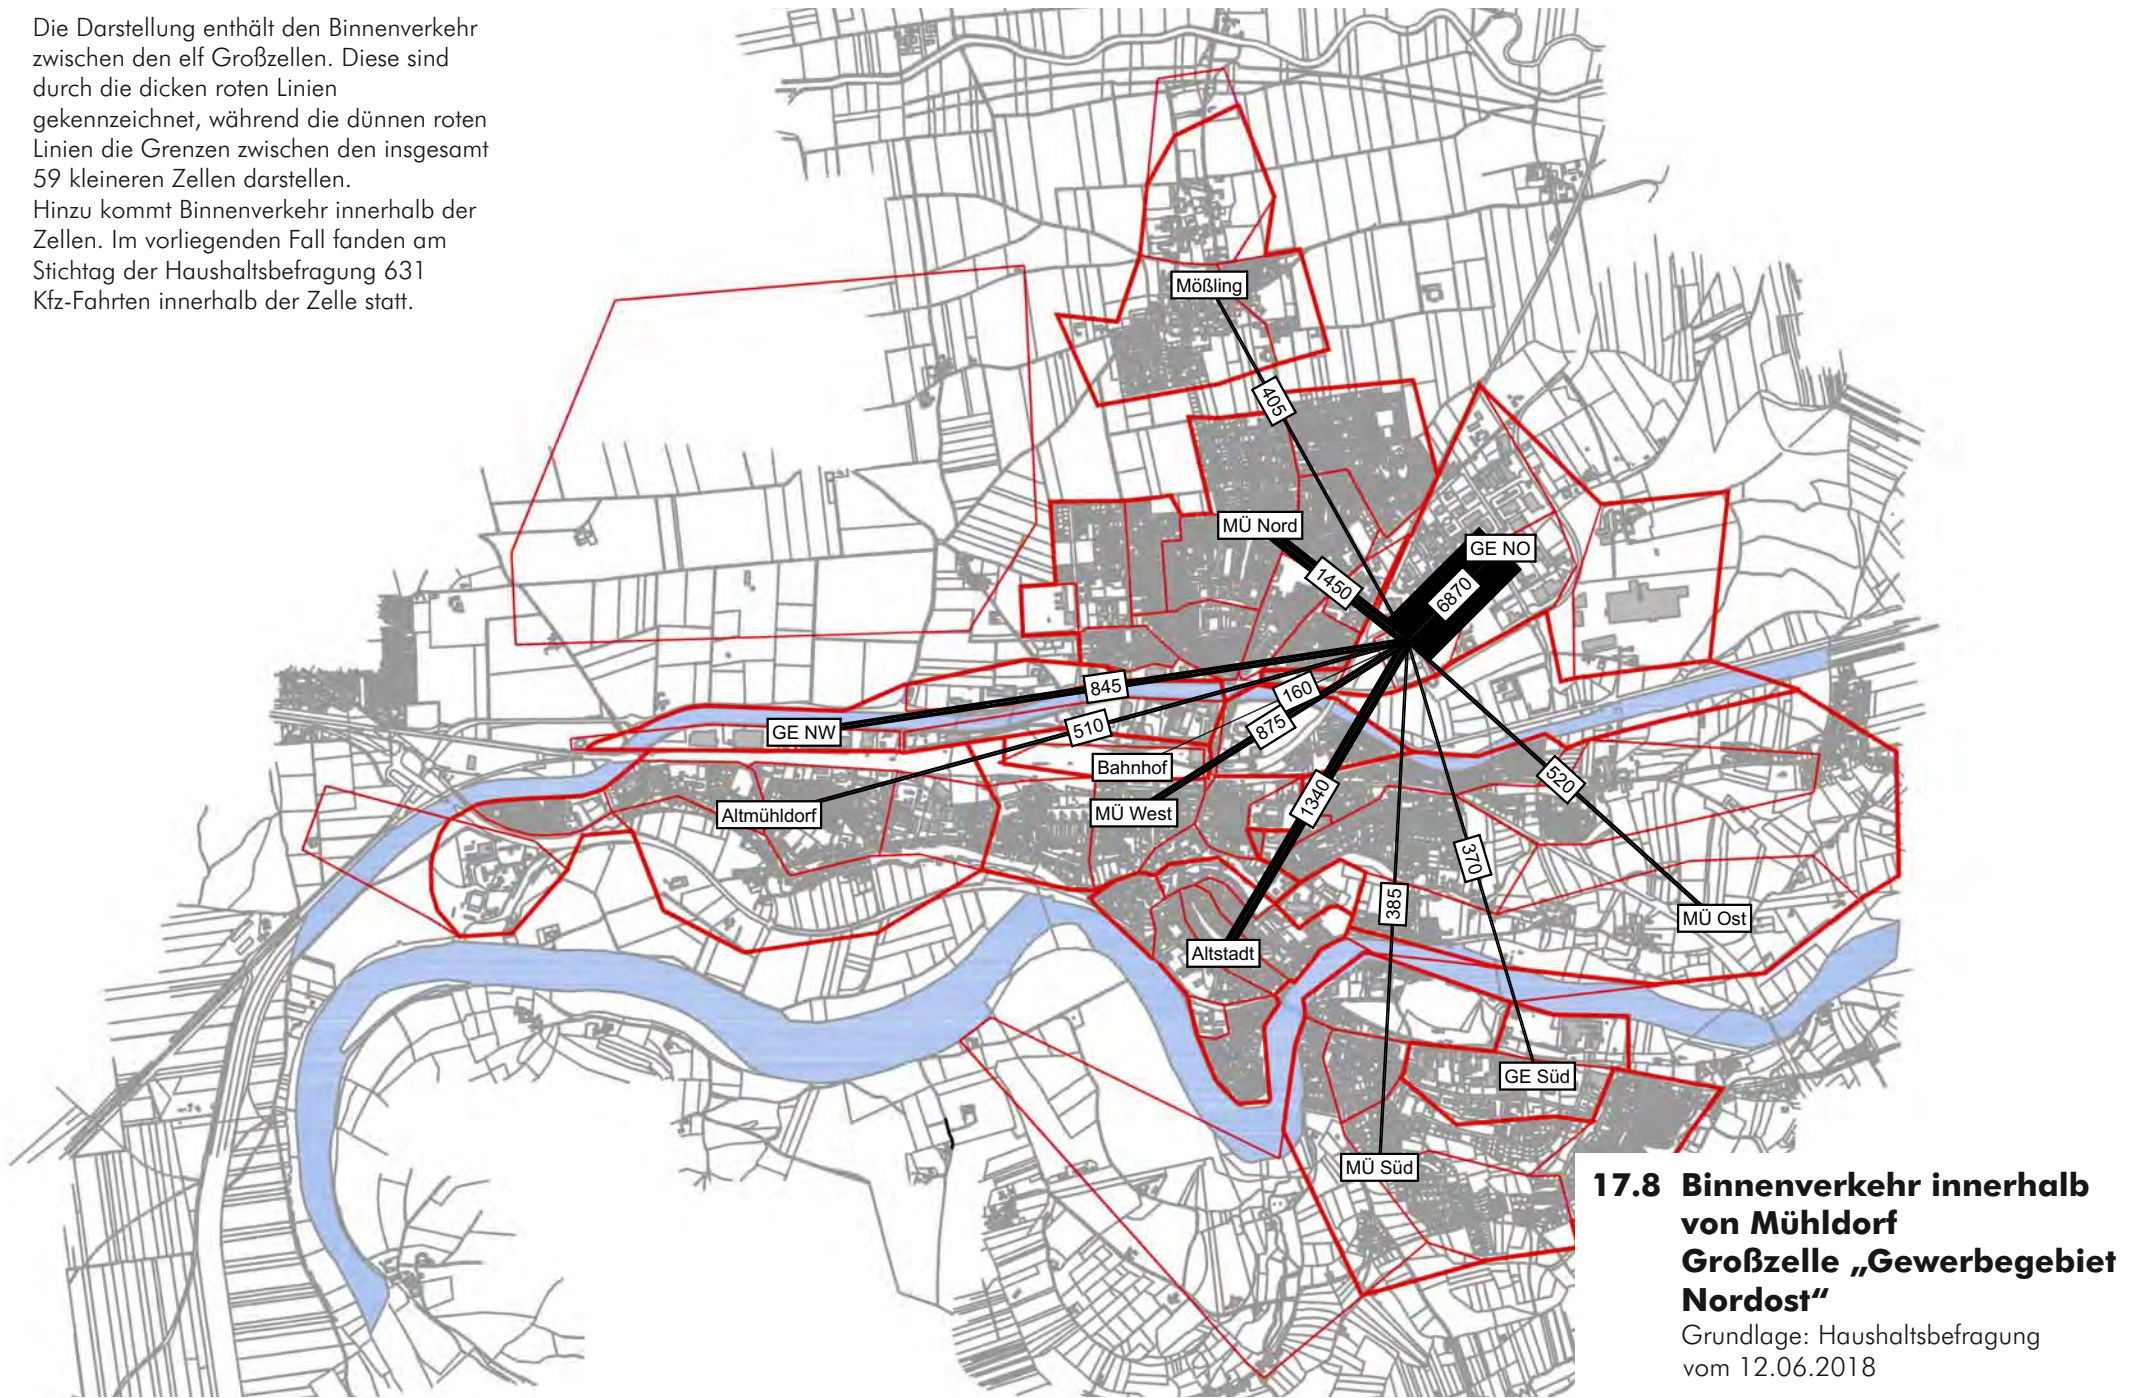 Die Darstellung enthält den Binnenverkehr
zwischen den elf Großzellen. Diese sind
durch die dicken roten Linien
gekennzeichnet, während die dünnen roten
Linien die Grenzen zwischen den insgesamt
59 kleineren Zellen darstellen.
Hinzu kommt Binnenverkehr innerhalb der
Zellen. Im vorliegenden Fall fanden am
Stichtag der Haushaltsbefragung 631
Kfz-Fahrten innerhalb der Zelle statt.
Mößling
405
MÜ Nord
GE NO
1450
6870
845
160
510
875
GE NW
Bahnhof
520
1340
Altmühldorf
MÜ West
370
385
MÜ Ost
Altstadt
GE Süd
MÜ Süd
17.8 Binnenverkehr innerhalb
von Mühldorf
Großzelle „Gewerbegebiet
Nordost“
Grundlage: Haushaltsbefragung
vom 12.06.2018